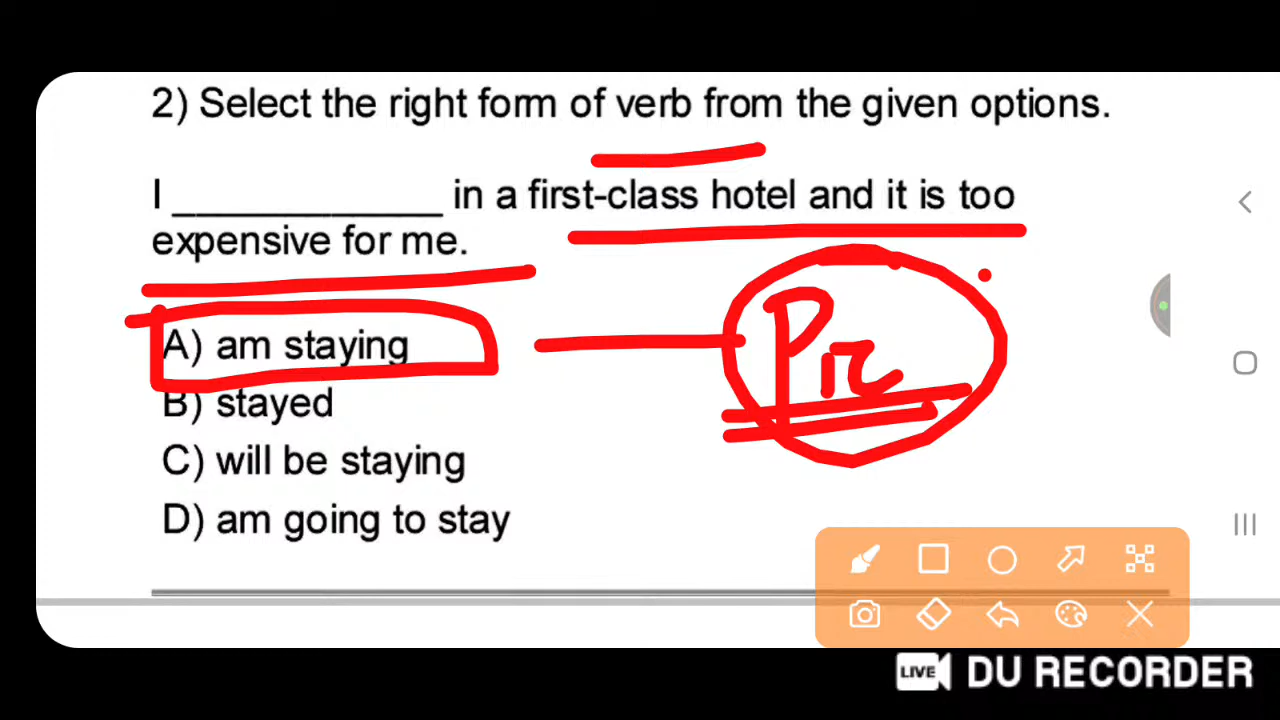 2) Select the right form of verb from the given options.
I ____________ in a first-class hotel and it is too
expensive for me.
A) am staying
B) stayed
C) will be staying
D) am going to stay
LIVE DU RECORDER